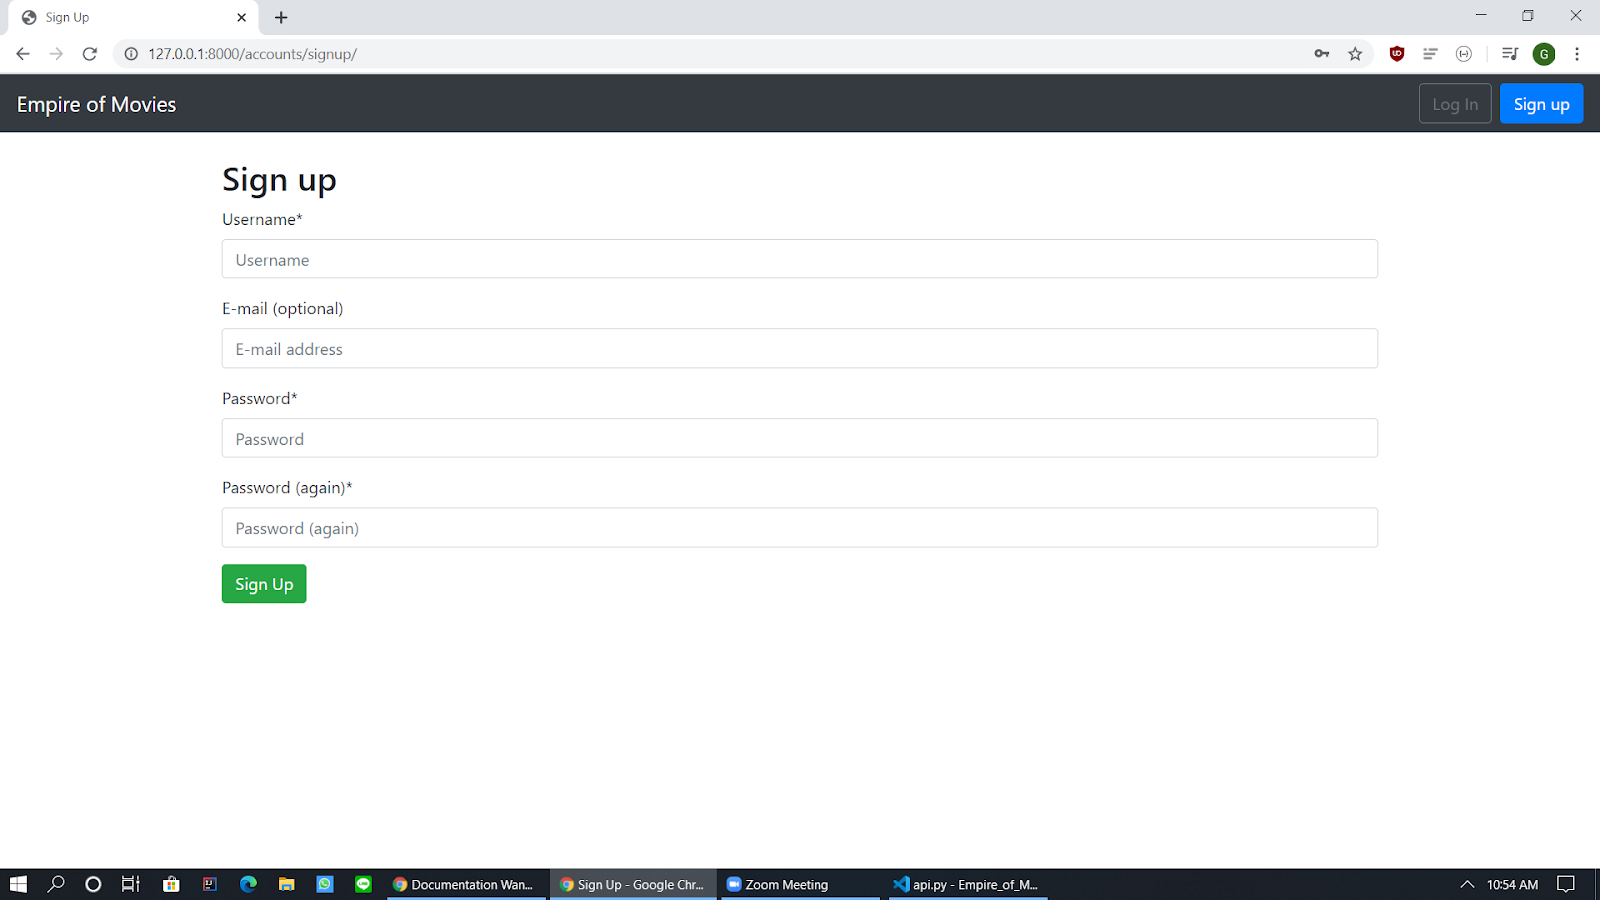 Sign Up
127.0.0.1:8000/accounts/signup/
G
Empire of Movies
Log In
Sign up
Sign up
Username*
Username
E-mail (optional)
E-mail address
Password*
Password
Password (again)*
Password (again)
Sign Up
Documentation Wan...
Sign Up - Google Chr...
Zoom Meeting
api.py - Empire_of_M...
10:54 AM